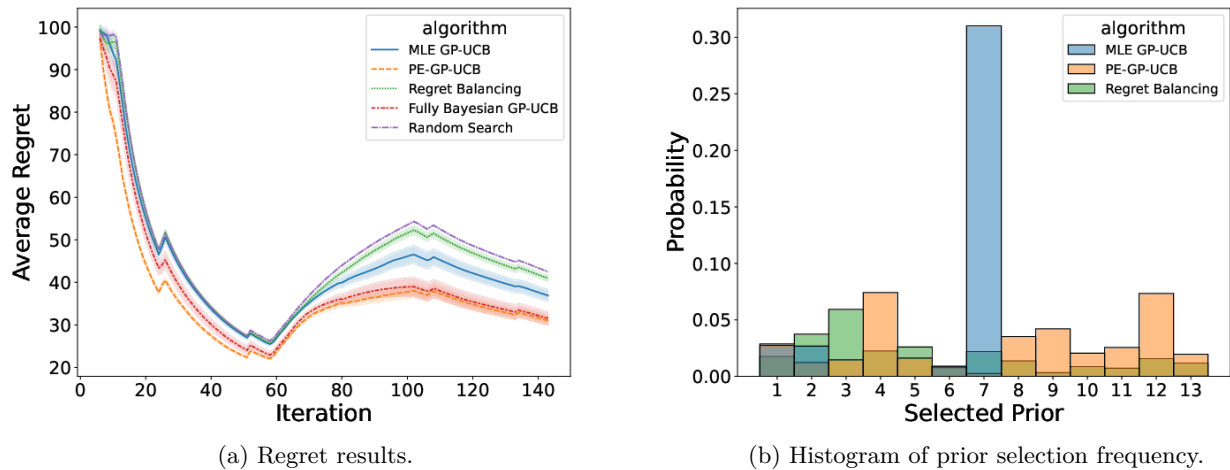 100
90
80
70
60
50
40
30
20
Average Regret
0
20
40
60
80
100
120
140
Iteration
algorithm
MLE GP-UCB
PE-GP-UCB
Regret Balancing
Fully Bayesian GP-UCB
Random Search
(a) Regret results.
0.30
0.25
0.20
0.15
0.10
0.05
0.00
Probability
1
2
3
4
5
6
7
8
9
10
11
12
13
Selected Prior
algorithm
MLE GP-UCB
PE-GP-UCB
Regret Balancing
(b) Histogram of prior selection frequency.